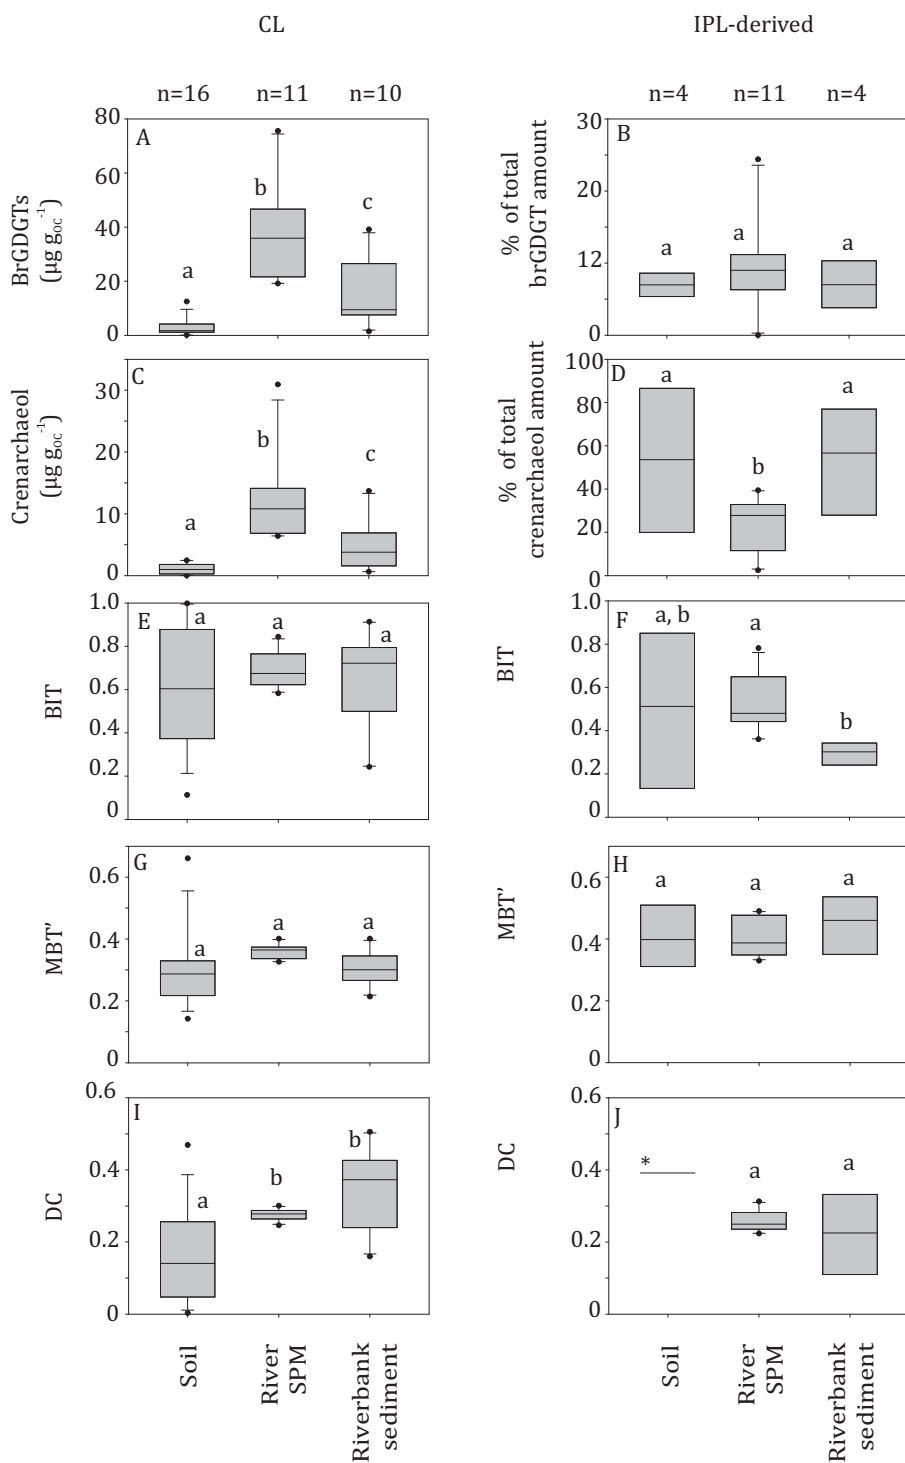 CL
IPL-derived
n=16
n=11
n=10
n=4
n=11
n=4
BrGDGTs
(µg goc-1)
80
60
40
20
0
A
a
b
c
% of total
brGDGT amount
30
20
12
0
B
a
a
a
Crenarchaeol
(µg goc-1)
30
20
10
0
C
a
b
c
% of total
crenarchaeol amount
100
80
60
40
20
0
D
a
b
a
BIT
1.0
0.8
0.6
0.4
0.2
0
E
a
a
a
BIT
1.0
0.8
0.6
0.4
0.2
0
F
a, b
a
b
MBT'
0.6
0.4
0.2
0
G
a
a
a
MBT'
0.6
0.4
0.2
0
H
a
a
a
DC
0.6
0.4
0.2
0
I
a
b
b
DC
0.6
0.4
0.2
0
J
*
a
a
Soil
River
SPM
Riverbank
sediment
Soil
River
SPM
Riverbank
sediment